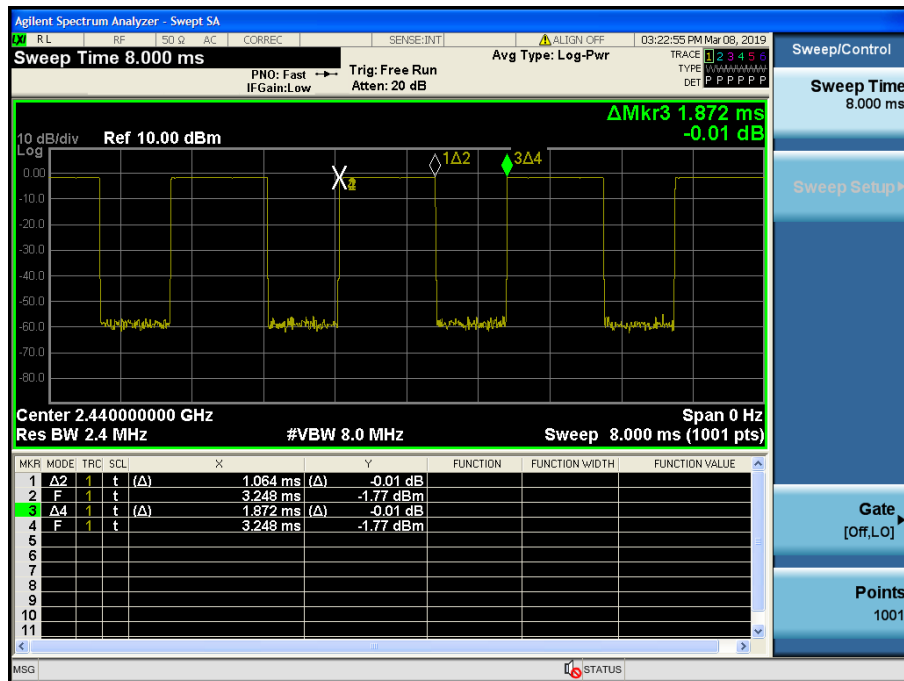 Agilent Spectrum Analyzer - Swept SA
LXI RL RF 50 Ω AC CORREC SENSE:INT ALIGN OFF 03:22:55 PM Mar 08, 2019
Sweep Time 8.000 ms
PNO: Fast
IFGain:Low
Trig: Free Run
Atten: 20 dB
Avg Type: Log-Pwr
TRACE 1 2 3 4 5 6
TYPE WWWWWW
DET P P P P P P
ΔMkr3 1.872 ms
-0.01 dB
10 dB/div Ref 10.00 dBm
Log
1Δ2
3Δ4
0.00
-10.0
-20.0
-30.0
-40.0
-50.0
-60.0
-70.0
-80.0
Center 2.440000000 GHz Span 0 Hz
Res BW 2.4 MHz #VBW 8.0 MHz Sweep 8.000 ms (1001 pts)
MKR MODE TRC SCL X Y FUNCTION FUNCTION WIDTH FUNCTION VALUE
1 Δ2 1 t (Δ) 1.064 ms (Δ) -0.01 dB
2 F 1 t 3.248 ms -1.77 dBm
3 Δ4 1 t (Δ) 1.872 ms (Δ) -0.01 dB
4 F 1 t 3.248 ms -1.77 dBm
5
6
7
8
9
10
11
MSG STATUS
Sweep/Control
Sweep Time
8.000 ms
Sweep Setup
Gate
[Off,LO]
Points
1001